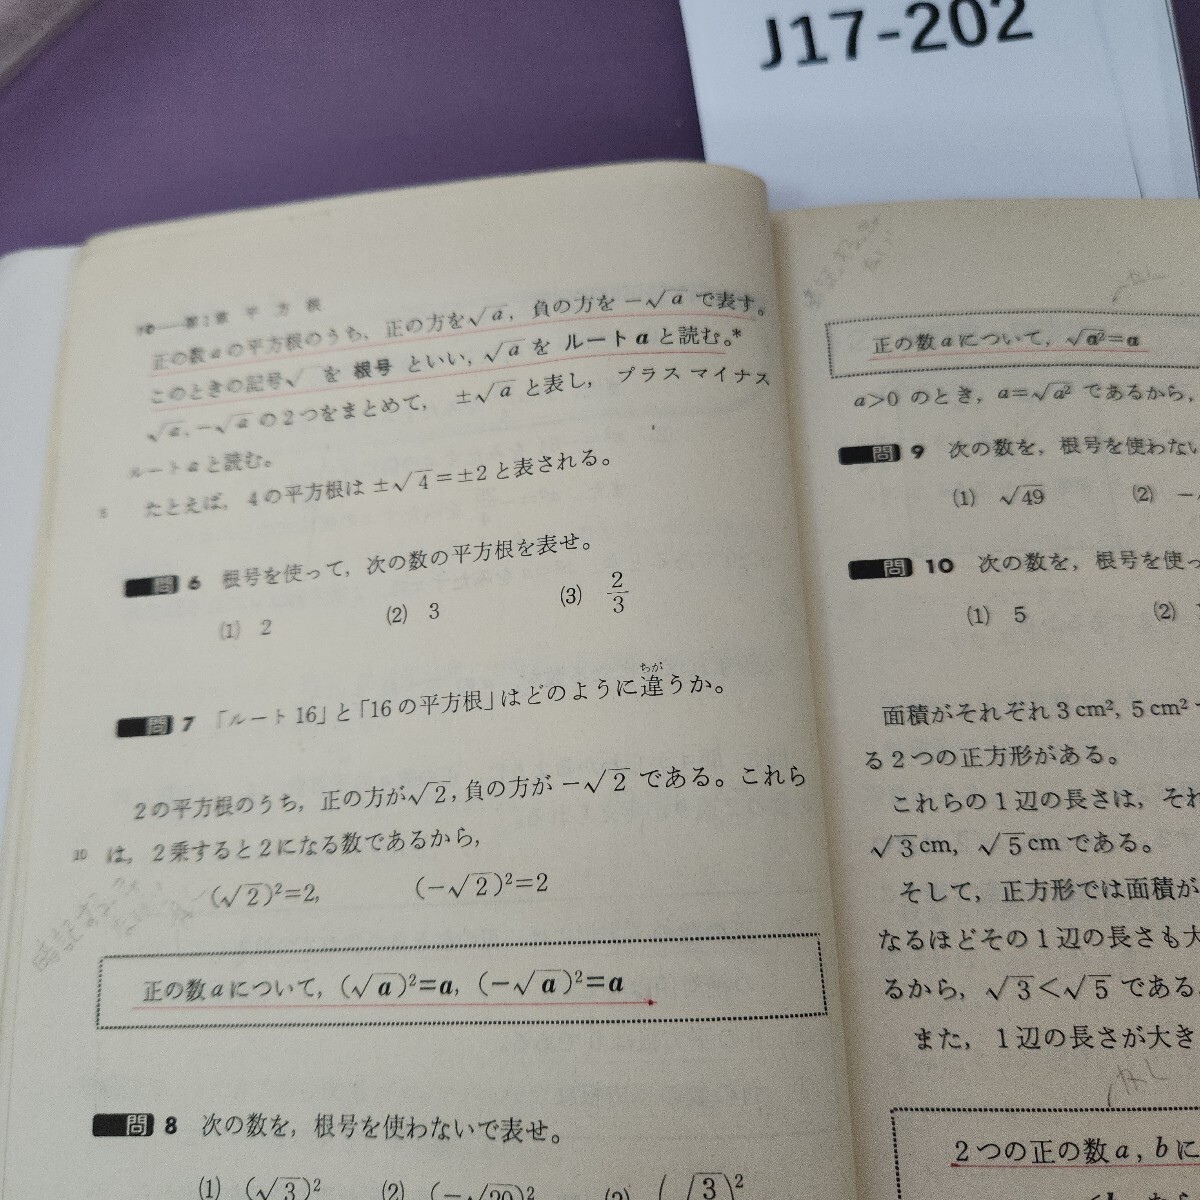 J17-202
第1章 平方根
正の数aの平方根のうち，正の方を√a，負の方を−√aで表す。
このときの記号√ を 根号 といい，√a を ルートa と読む。*
√a，−√a の2つをまとめて， ±√a と表し， プラスマイナス
ルートaと読む。
5 たとえば，4の平方根は ±√4＝±2 と表される。
問 6 根号を使って，次の数の平方根を表せ。
(1) 2 (2) 3 (3) 2/3
問 7 「ルート16」と「16の平方根」はどのように違うか。
ちが
2の平方根のうち，正の方が√2，負の方が −√2 である。これら
10 は，2乗すると2になる数であるから，
(√2)²＝2， (−√2)²＝2
正の数aについて，(√a)²＝a，(−√a)²＝a
問 8 次の数を，根号を使わないで表せ。
(1) (√3)² (2) (−√20)²
正の数aについて，√a²＝a
a>0 のとき，a＝√a² であるから，
問 9 次の数を，根号を使わない
(1) √49 (2) −
問 10 次の数を，根号を使っ
(1) 5 (2)
面積がそれぞれ3cm²，5cm²
る2つの正方形がある。
これらの1辺の長さは，それ
√3cm，√5cmである。
そして，正方形では面積が
なるほどその1辺の長さも大
るから，√3<√5 である
また，1辺の長さが大き
2つの正の数a，bに